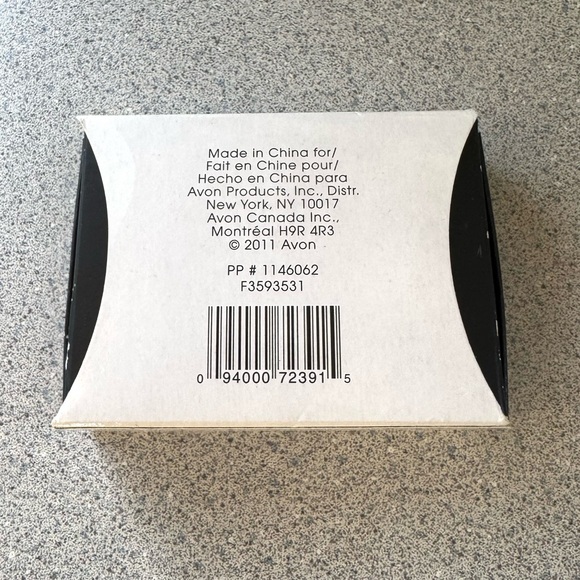 Made in China for/
Fait en Chine pour/
Hecho en China para
Avon Products, Inc., Distr.
New York, NY 10017
Avon Canada Inc.,
Montréal H9R 4R3
© 2011 Avon
PP # 1146062
F3593531
0 94000 72391 5